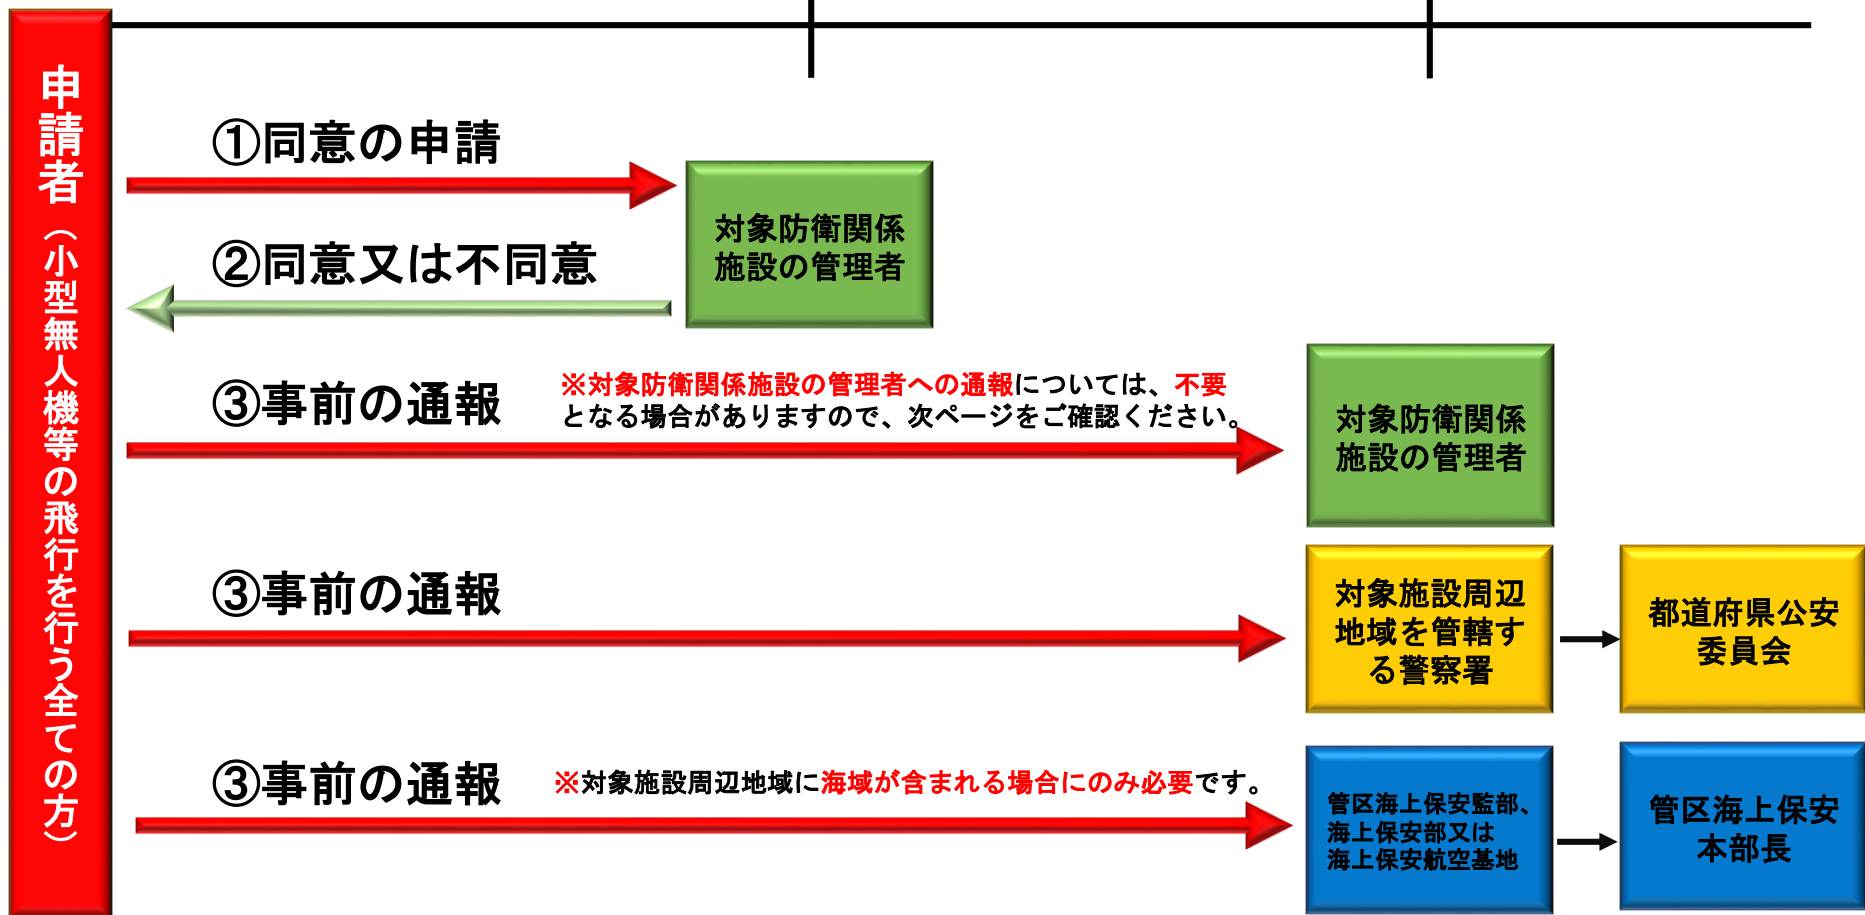 申請者（小型無人機等の飛行を行う全ての方）
①同意の申請
対象防衛関係
施設の管理者
②同意又は不同意
③事前の通報
※対象防衛関係施設の管理者への通報については、不要
となる場合がありますので、次ページをご確認ください。
対象防衛関係
施設の管理者
③事前の通報
対象施設周辺
地域を管轄す
る警察署
都道府県公安
委員会
③事前の通報
※対象施設周辺地域に海域が含まれる場合にのみ必要です。
管区海上保安監部、
海上保安部又は
海上保安航空基地
管区海上保安
本部長